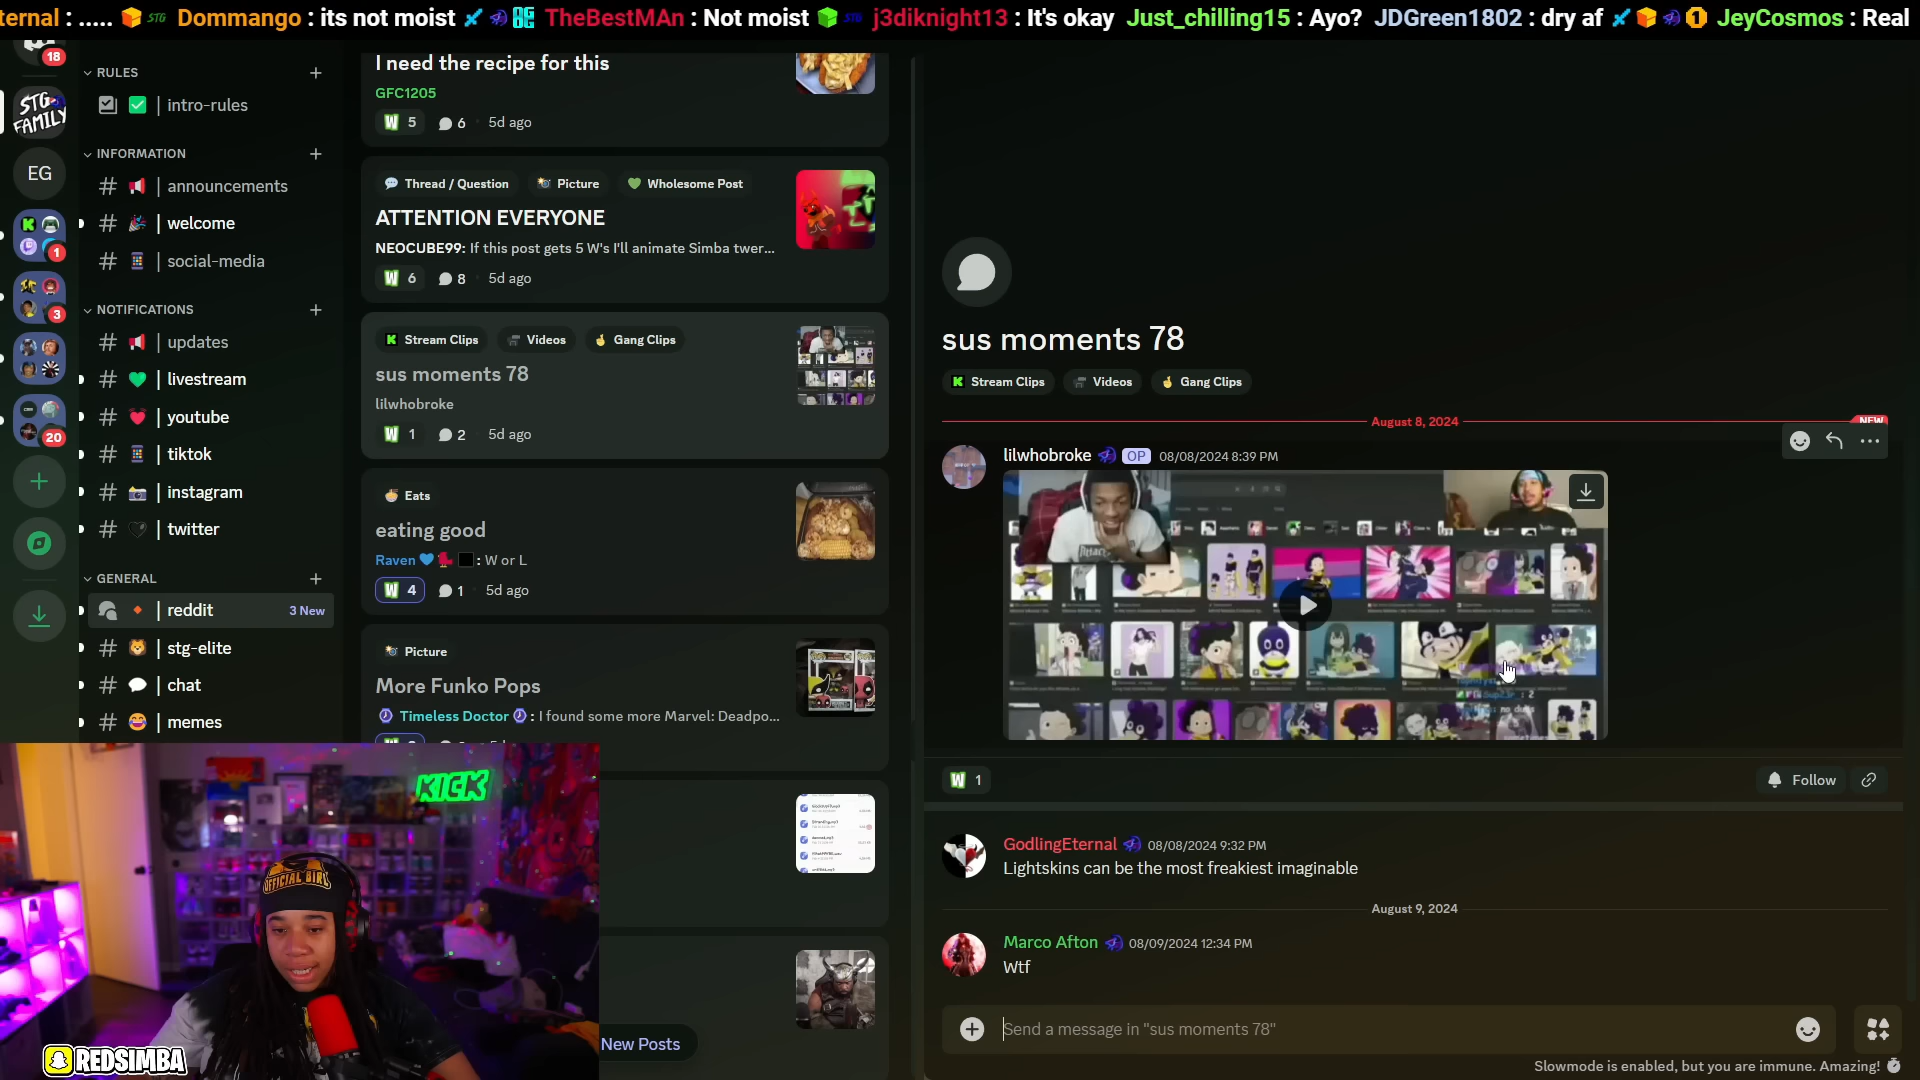 ternal : ..... Dommango : its not moist TheBestMAn : Not moist j3diknight13 : It's okay Just_chilling15 : Ayo? JDGreen1802 : dry af JeyCosmos : Real
18
STG FAMILY
EG
1
3
20
RULES
| intro-rules
INFORMATION
| announcements
| welcome
| social-media
NOTIFICATIONS
| updates
| livestream
| youtube
| tiktok
| instagram
| twitter
GENERAL
| reddit 3 New
| stg-elite
| chat
| memes
I need the recipe for this
GFC1205
W 5 6 5d ago
Thread / Question Picture Wholesome Post
ATTENTION EVERYONE
NEOCUBE99: If this post gets 5 W's I'll animate Simba twer...
W 6 8 5d ago
K Stream Clips Videos Gang Clips
sus moments 78
lilwhobroke
W 1 2 5d ago
Eats
eating good
Raven : W or L
W 4 1 5d ago
Picture
More Funko Pops
Timeless Doctor : I found some more Marvel: Deadpo...
New Posts
sus moments 78
K Stream Clips Videos Gang Clips
August 8, 2024 NEW
lilwhobroke OP 08/08/2024 8:39 PM
W 1 Follow
GodlingEternal 08/08/2024 9:32 PM
Lightskins can be the most freakiest imaginable
August 9, 2024
Marco Afton 08/09/2024 12:34 PM
Wtf
Send a message in "sus moments 78"
Slowmode is enabled, but you are immune. Amazing!
KICK
OFFICIAL BIRD
REDSIMBA